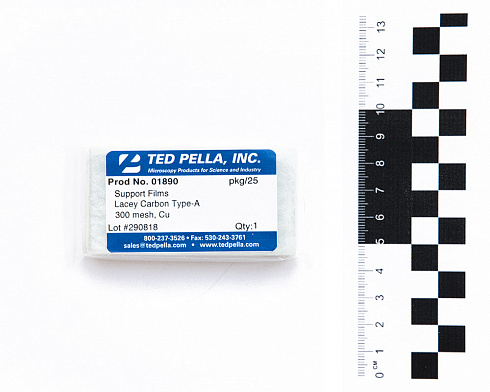 TED PELLA, INC.
Microscopy Products for Science and Industry
Prod No. 01890 pkg/25
Support Films
Lacey Carbon Type-A
300 mesh, Cu
Lot #290818 Qty:1
800-237-3526 • Fax: 530-243-3761
sales@tedpella.com • www.tedpella.com
13
12
11
10
9
8
7
6
5
4
3
2
1
0 CM